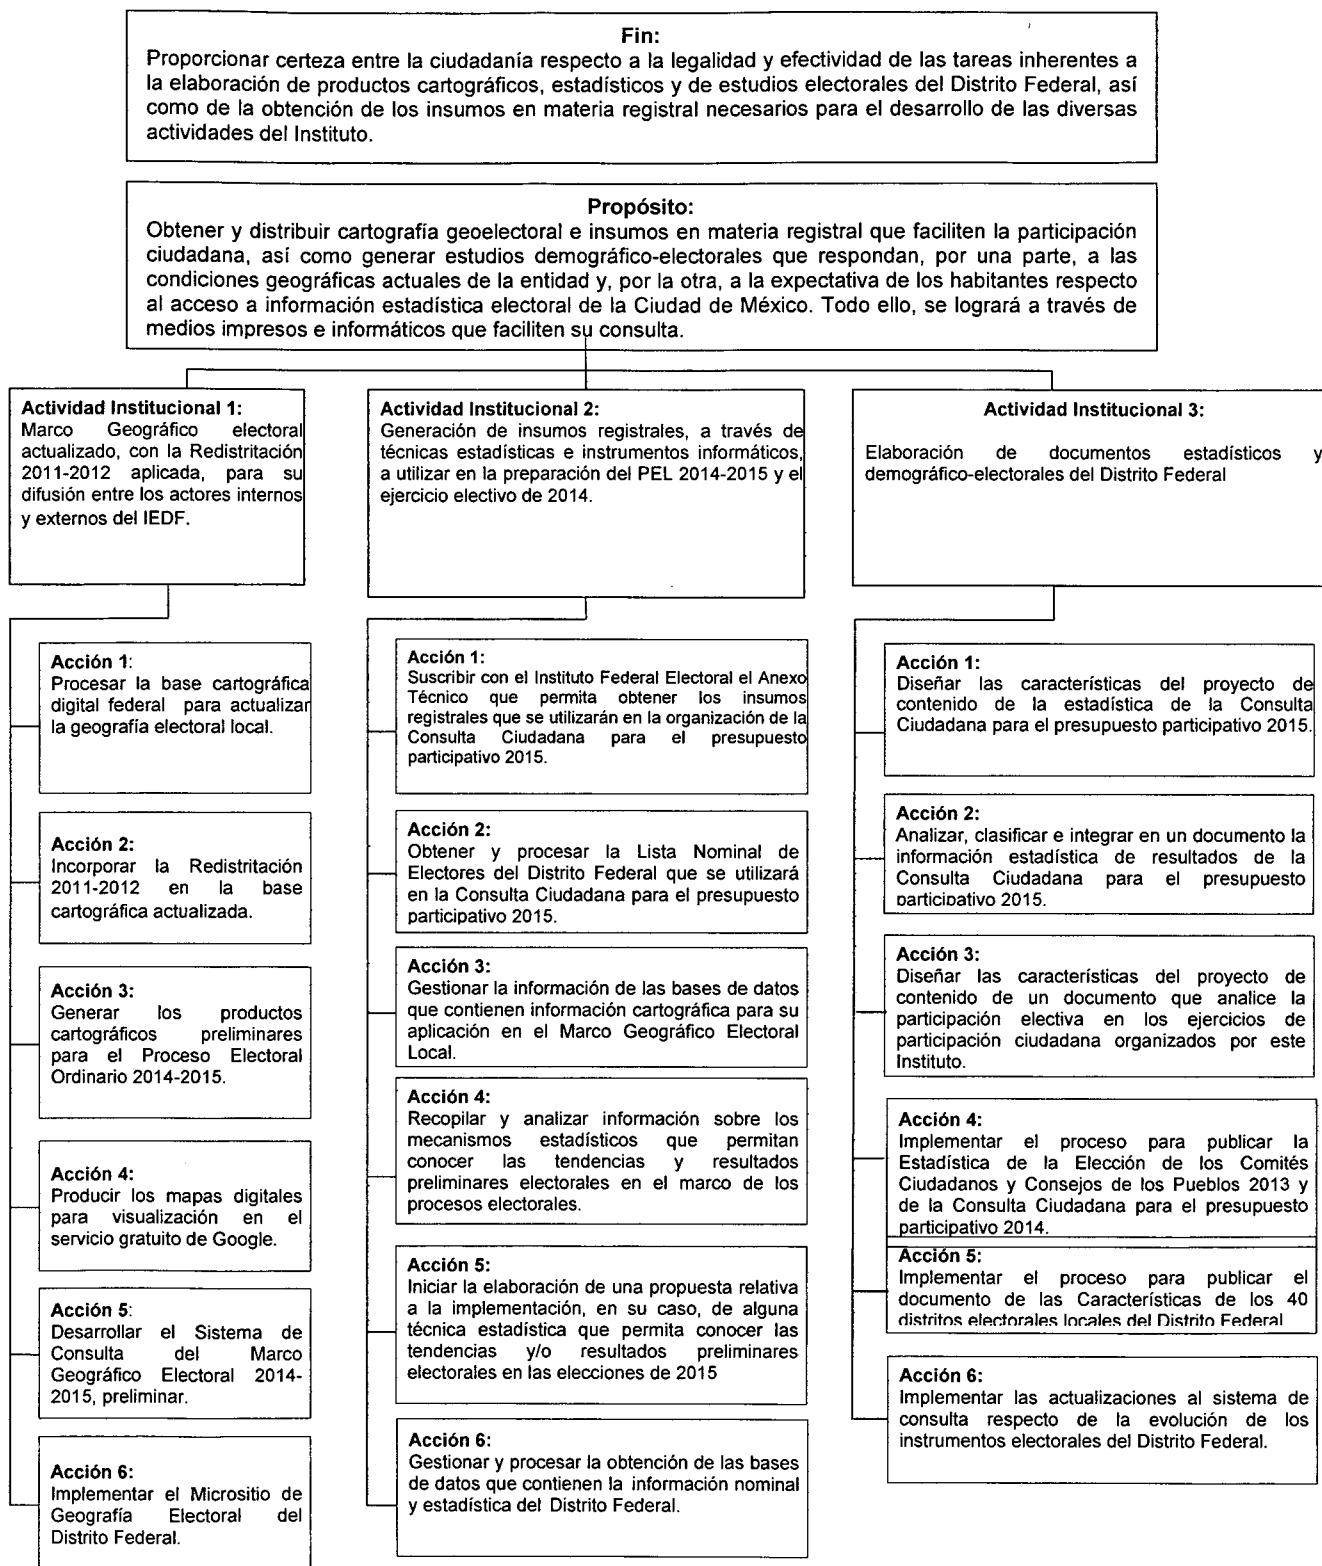 Fin:
Proporcionar certeza entre la ciudadanía respecto a la legalidad y efectividad de las tareas inherentes a
la elaboración de productos cartográficos, estadísticos y de estudios electorales del Distrito Federal, así
como de la obtención de los insumos en materia registral necesarios para el desarrollo de las diversas
actividades del Instituto.
Propósito:
Obtener y distribuir cartografía geoelectoral e insumos en materia registral que faciliten la participación
ciudadana, así como generar estudios demográfico-electorales que respondan, por una parte, a las
condiciones geográficas actuales de la entidad y, por la otra, a la expectativa de los habitantes respecto
al acceso a información estadística electoral de la Ciudad de México. Todo ello, se logrará a través de
medios impresos e informáticos que faciliten su consulta.
Actividad Institucional 1:
Marco Geográfico electoral
actualizado, con la Redistritación
2011-2012 aplicada, para su
difusión entre los actores internos
y externos del IEDF.
Acción 1:
Procesar la base cartográfica
digital federal para actualizar
la geografía electoral local.
Acción 2:
Incorporar la Redistritación
2011-2012 en la base
cartográfica actualizada.
Acción 3:
Generar los productos
cartográficos preliminares
para el Proceso Electoral
Ordinario 2014-2015.
Acción 4:
Producir los mapas digitales
para visualización en el
servicio gratuito de Google.
Acción 5:
Desarrollar el Sistema de
Consulta del Marco
Geográfico Electoral 2014-
2015, preliminar.
Acción 6:
Implementar el Micrositio de
Geografía Electoral del
Distrito Federal.
Actividad Institucional 2:
Generación de insumos registrales, a través de
técnicas estadísticas e instrumentos informáticos,
a utilizar en la preparación del PEL 2014-2015 y el
ejercicio electivo de 2014.
Acción 1:
Suscribir con el Instituto Federal Electoral el Anexo
Técnico que permita obtener los insumos
registrales que se utilizarán en la organización de la
Consulta Ciudadana para el presupuesto
participativo 2015.
Acción 2:
Obtener y procesar la Lista Nominal de
Electores del Distrito Federal que se utilizará
en la Consulta Ciudadana para el presupuesto
participativo 2015.
Acción 3:
Gestionar la información de las bases de datos
que contienen información cartográfica para su
aplicación en el Marco Geográfico Electoral
Local.
Acción 4:
Recopilar y analizar información sobre los
mecanismos estadísticos que permitan
conocer las tendencias y resultados
preliminares electorales en el marco de los
procesos electorales.
Acción 5:
Iniciar la elaboración de una propuesta relativa
a la implementación, en su caso, de alguna
técnica estadística que permita conocer las
tendencias y/o resultados preliminares
electorales en las elecciones de 2015
Acción 6:
Gestionar y procesar la obtención de las bases
de datos que contienen la información nominal
y estadística del Distrito Federal.
Actividad Institucional 3:
Elaboración de documentos estadísticos y
demográfico-electorales del Distrito Federal
Acción 1:
Diseñar las características del proyecto de
contenido de la estadística de la Consulta
Ciudadana para el presupuesto participativo 2015.
Acción 2:
Analizar, clasificar e integrar en un documento la
información estadística de resultados de la
Consulta Ciudadana para el presupuesto
participativo 2015.
Acción 3:
Diseñar las características del proyecto de
contenido de un documento que analice la
participación electiva en los ejercicios de
participación ciudadana organizados por este
Instituto.
Acción 4:
Implementar el proceso para publicar la
Estadística de la Elección de los Comités
Ciudadanos y Consejos de los Pueblos 2013 y
de la Consulta Ciudadana para el presupuesto
participativo 2014.
Acción 5:
Implementar el proceso para publicar el
documento de las Características de los 40
distritos electorales locales del Distrito Federal
Acción 6:
Implementar las actualizaciones al sistema de
consulta respecto de la evolución de los
instrumentos electorales del Distrito Federal.